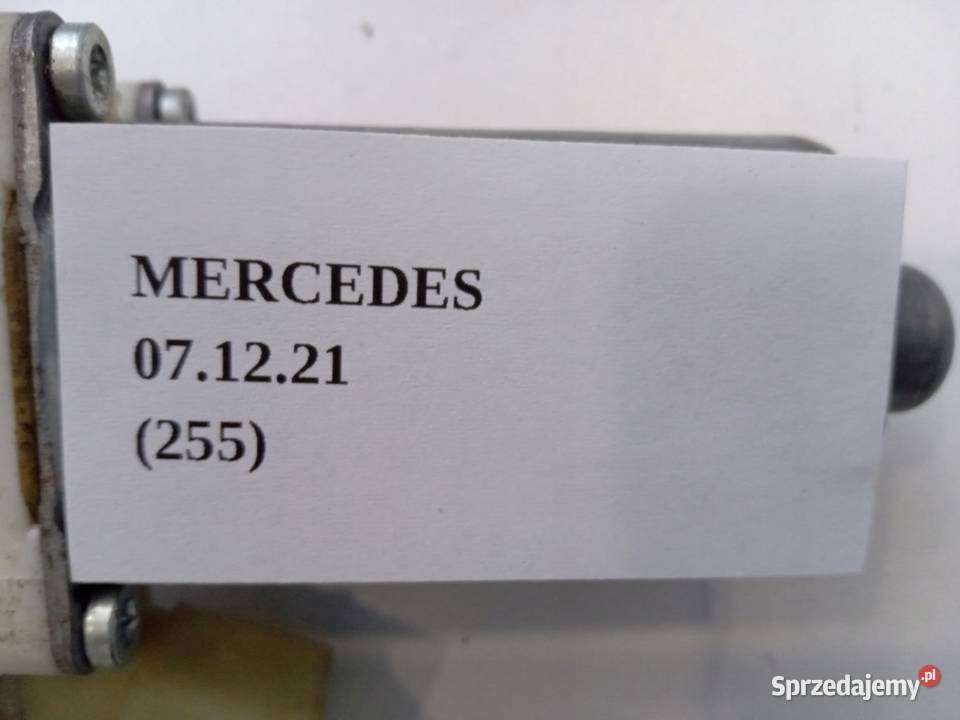 MERCEDES
07.12.21
(255)
Sprzedajemy.pl